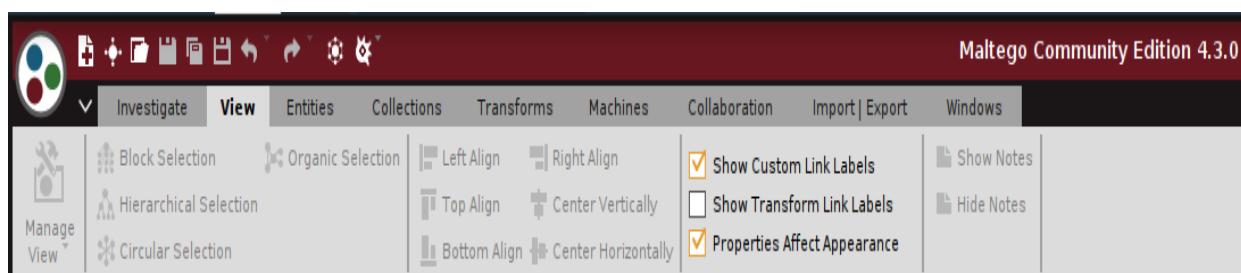 Maltego Community Edition 4.3.0
Investigate View Entities Collections Transforms Machines Collaboration Import | Export Windows
Manage View
Block Selection
Hierarchical Selection
Circular Selection
Organic Selection
Left Align
Top Align
Bottom Align
Right Align
Center Vertically
Center Horizontally
Show Custom Link Labels
Show Transform Link Labels
Properties Affect Appearance
Show Notes
Hide Notes